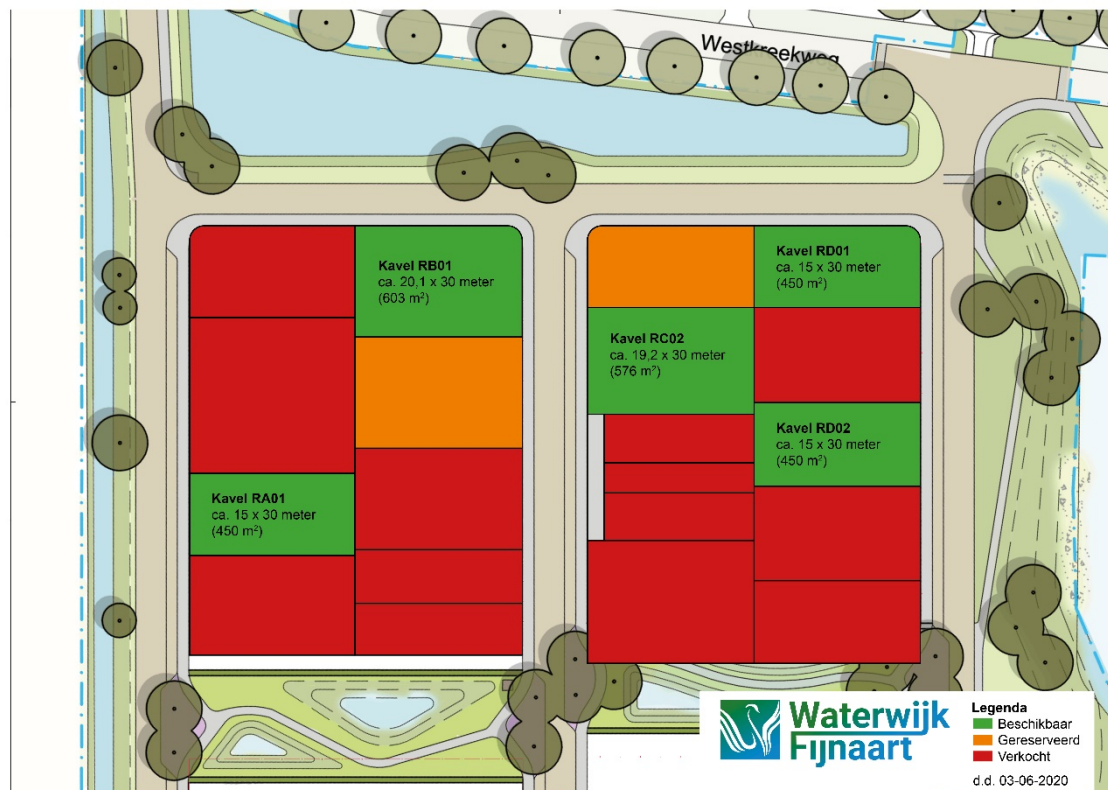 Westkreekweg
Kavel RB01
ca. 20,1 x 30 meter
(603 m²)
Kavel RD01
ca. 15 x 30 meter
(450 m²)
Kavel RC02
ca. 19,2 x 30 meter
(576 m²)
Kavel RD02
ca. 15 x 30 meter
(450 m²)
Kavel RA01
ca. 15 x 30 meter
(450 m²)
Waterwijk
Fijnaart
Legenda
Beschikbaar
Gereserveerd
Verkocht
d.d. 03-06-2020